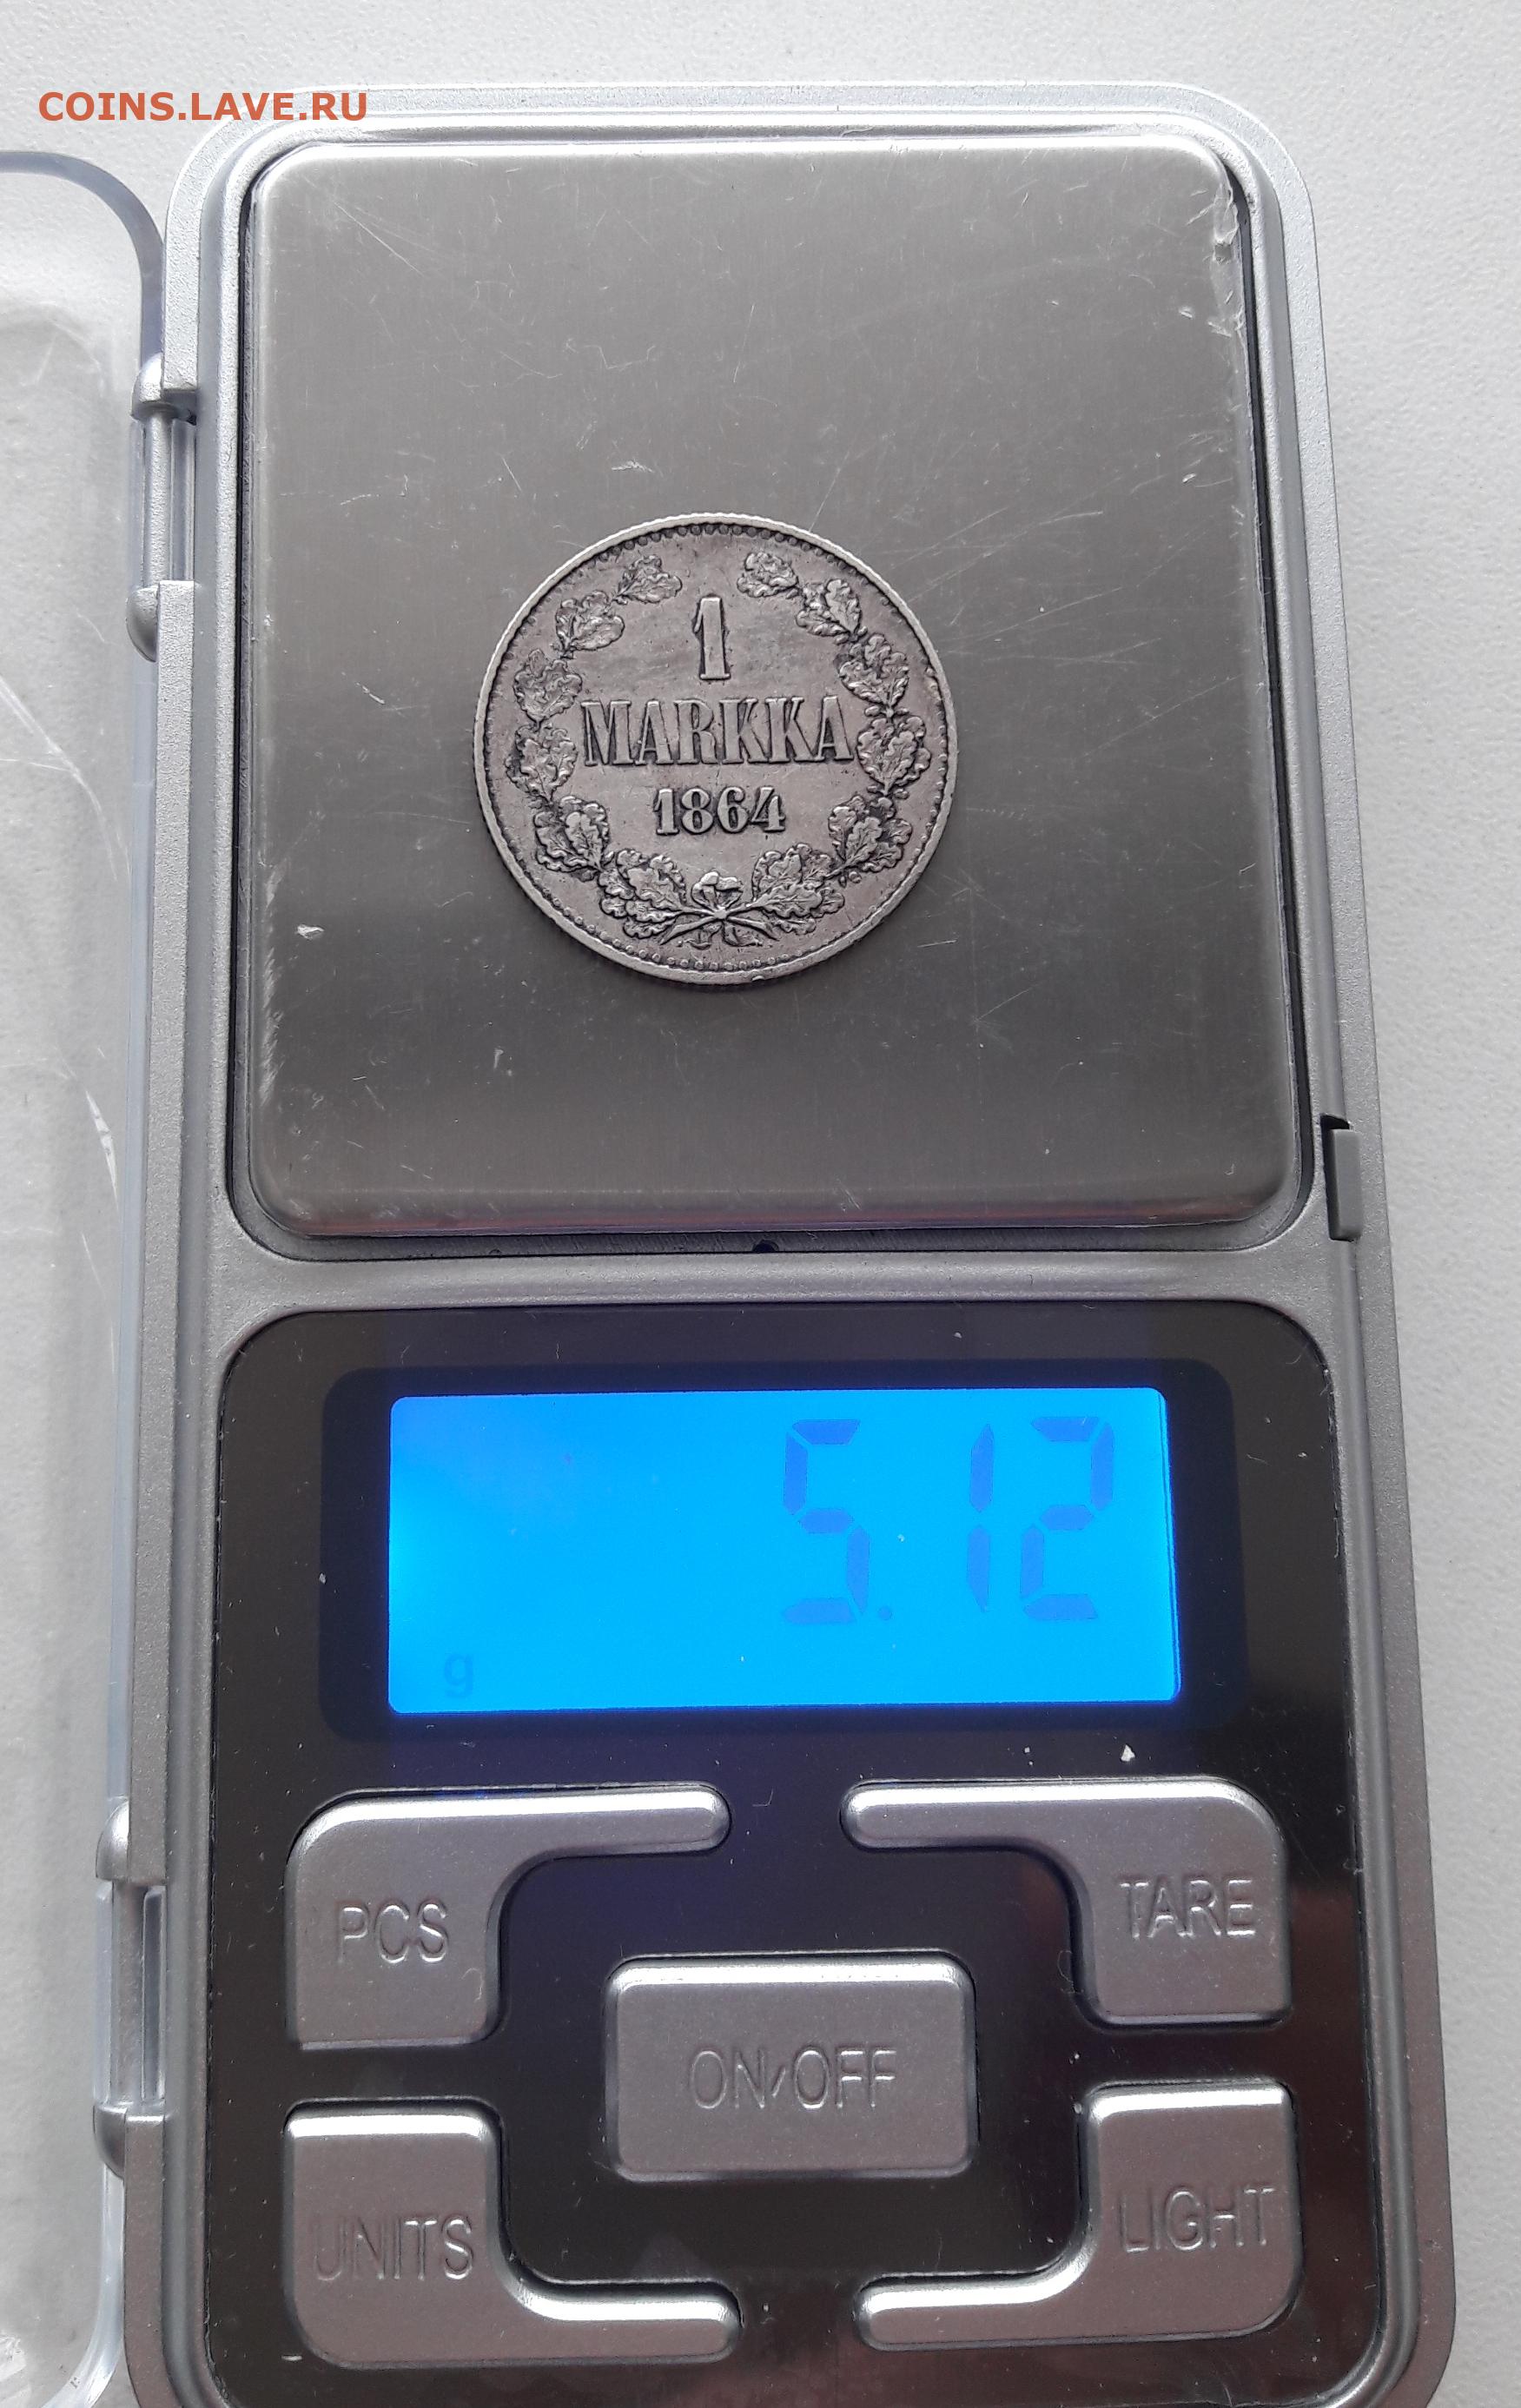 COINS.LAVE.RU
1
MARKKA
1864
5.12
g
PCS
TARE
ON/OFF
UNITS
LIGHT